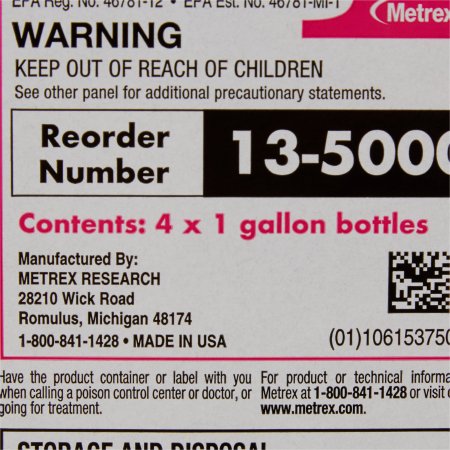 EPA Reg. No. 46781-12 • EPA Est. No. 46781-MI-1
Metrex
WARNING
KEEP OUT OF REACH OF CHILDREN
See other panel for additional precautionary statements.
Reorder
Number
13-5000
Contents: 4 x 1 gallon bottles
Manufactured By:
METREX RESEARCH
28210 Wick Road
Romulus, Michigan 48174
1-800-841-1428 • MADE IN USA
(01)106153750
Have the product container or label with you
when calling a poison control center or doctor, or
going for treatment.
For product or technical informa
Metrex at 1-800-841-1428 or visit
www.metrex.com.
STORAGE AND DISPOSAL